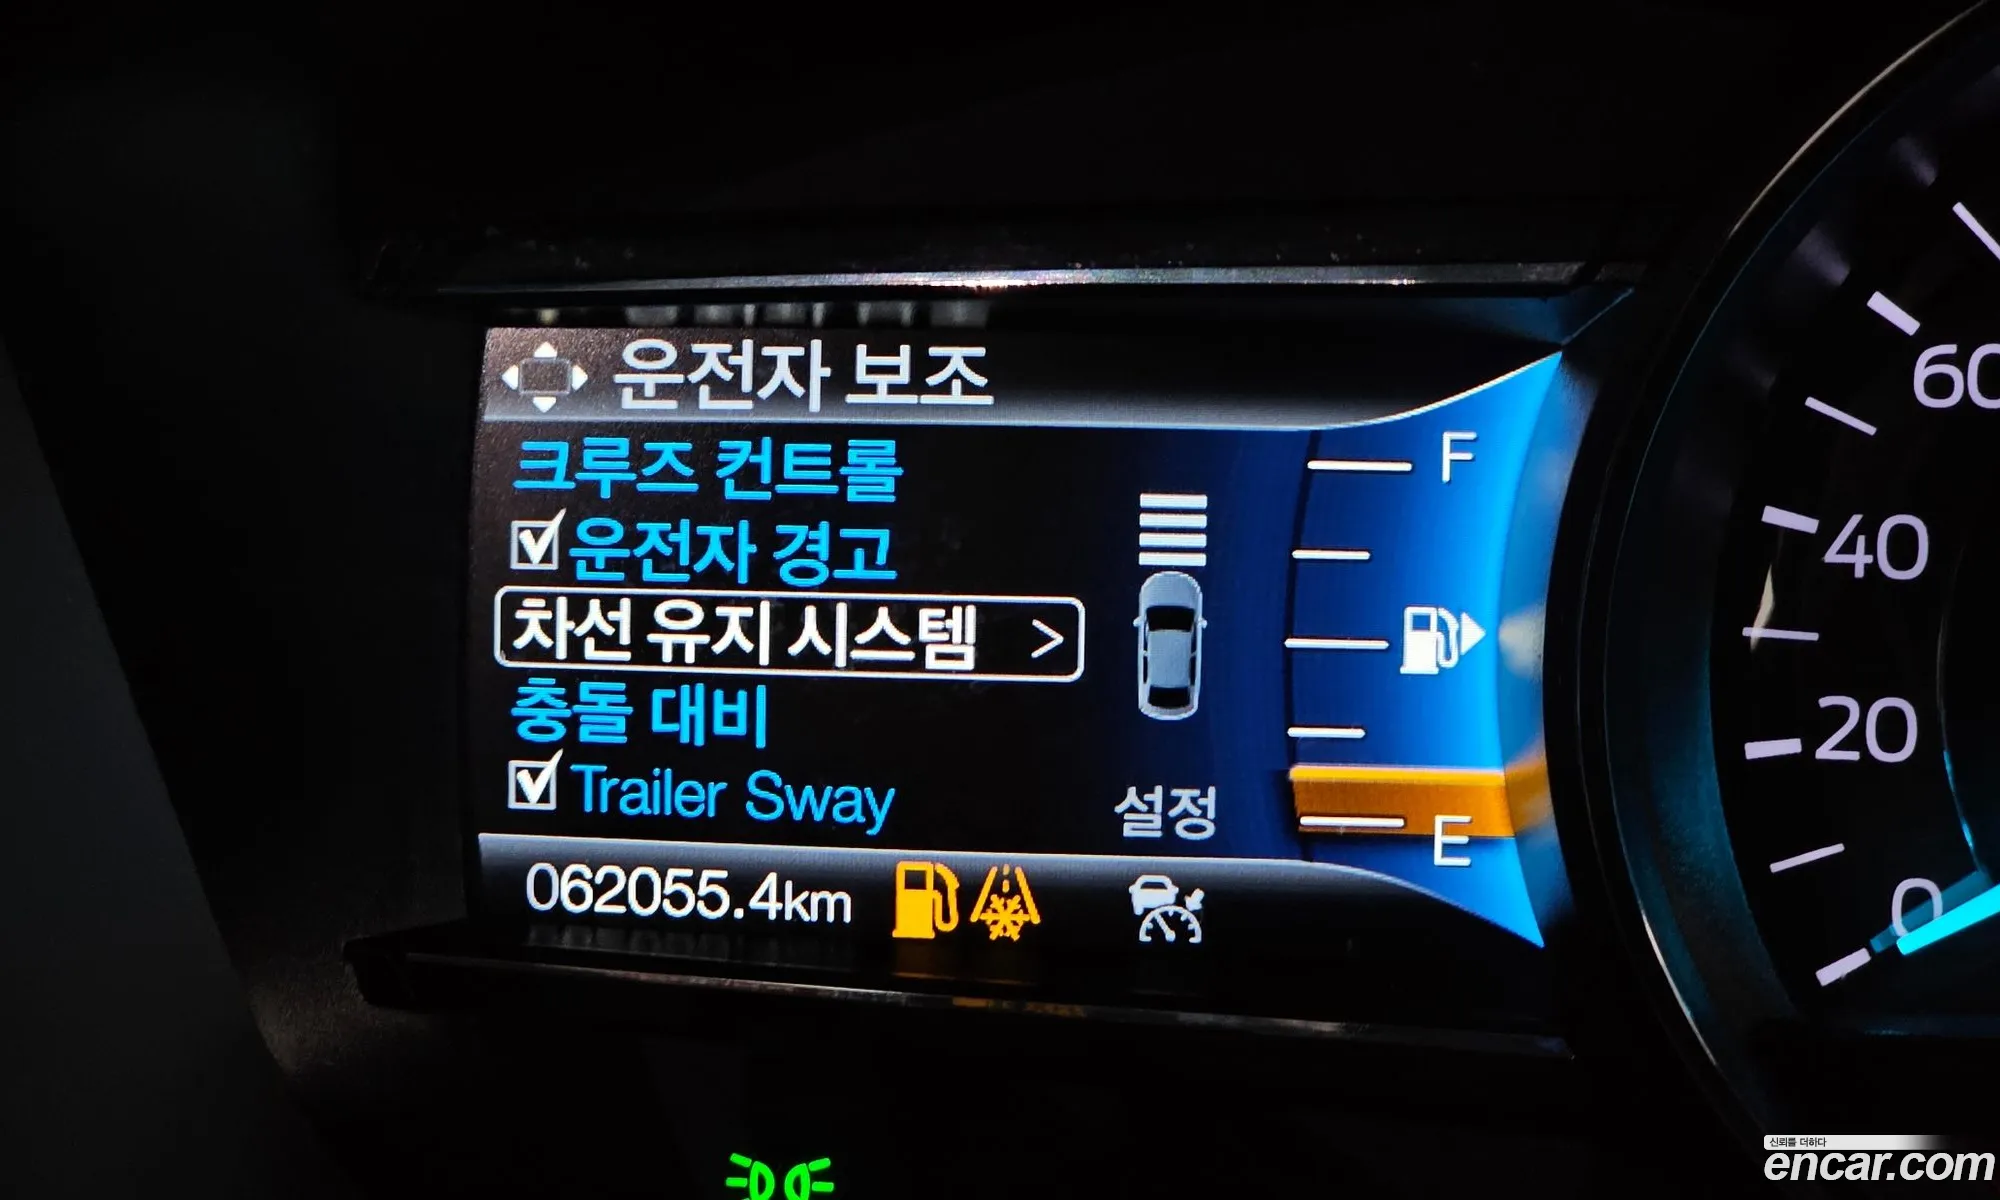 운전자 보조
크루즈 컨트롤
운전자 경고
차선 유지 시스템 >
충돌 대비
Trailer Sway
설정
062055.4km
F
E
60
40
20
0
신뢰를 더하다
encar.com